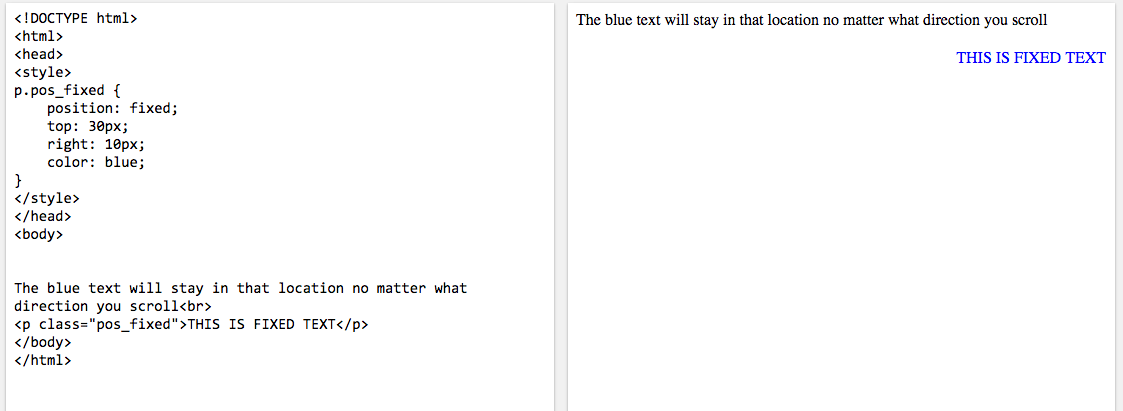 <!DOCTYPE html>
<html>
<head>
<style>
p.pos_fixed {
    position: fixed;
    top: 30px;
    right: 10px;
    color: blue;
}
</style>
</head>
<body>
The blue text will stay in that location no matter what
direction you scroll<br>
<p class="pos_fixed">THIS IS FIXED TEXT</p>
</body>
</html>
The blue text will stay in that location no matter what direction you scroll
THIS IS FIXED TEXT